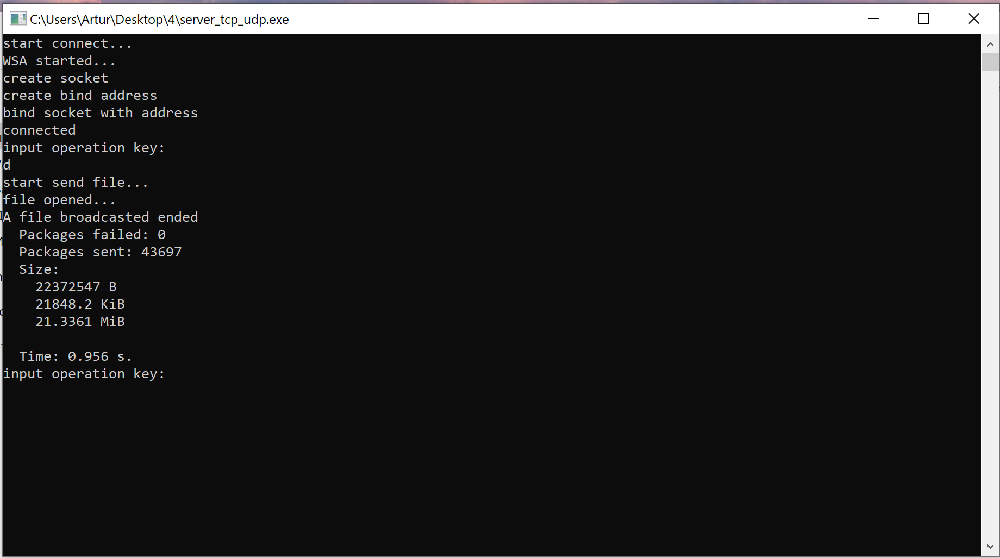 C:\Users\Artur\Desktop\4\server_tcp_udp.exe
start connect...
WSA started...
create socket
create bind address
bind socket with address
connected
input operation key:
d
start send file...
file opened...
A file broadcasted ended
  Packages failed: 0
  Packages sent: 43697
  Size:
    22372547 B
    21848.2 KiB
    21.3361 MiB

  Time: 0.956 s.
input operation key: